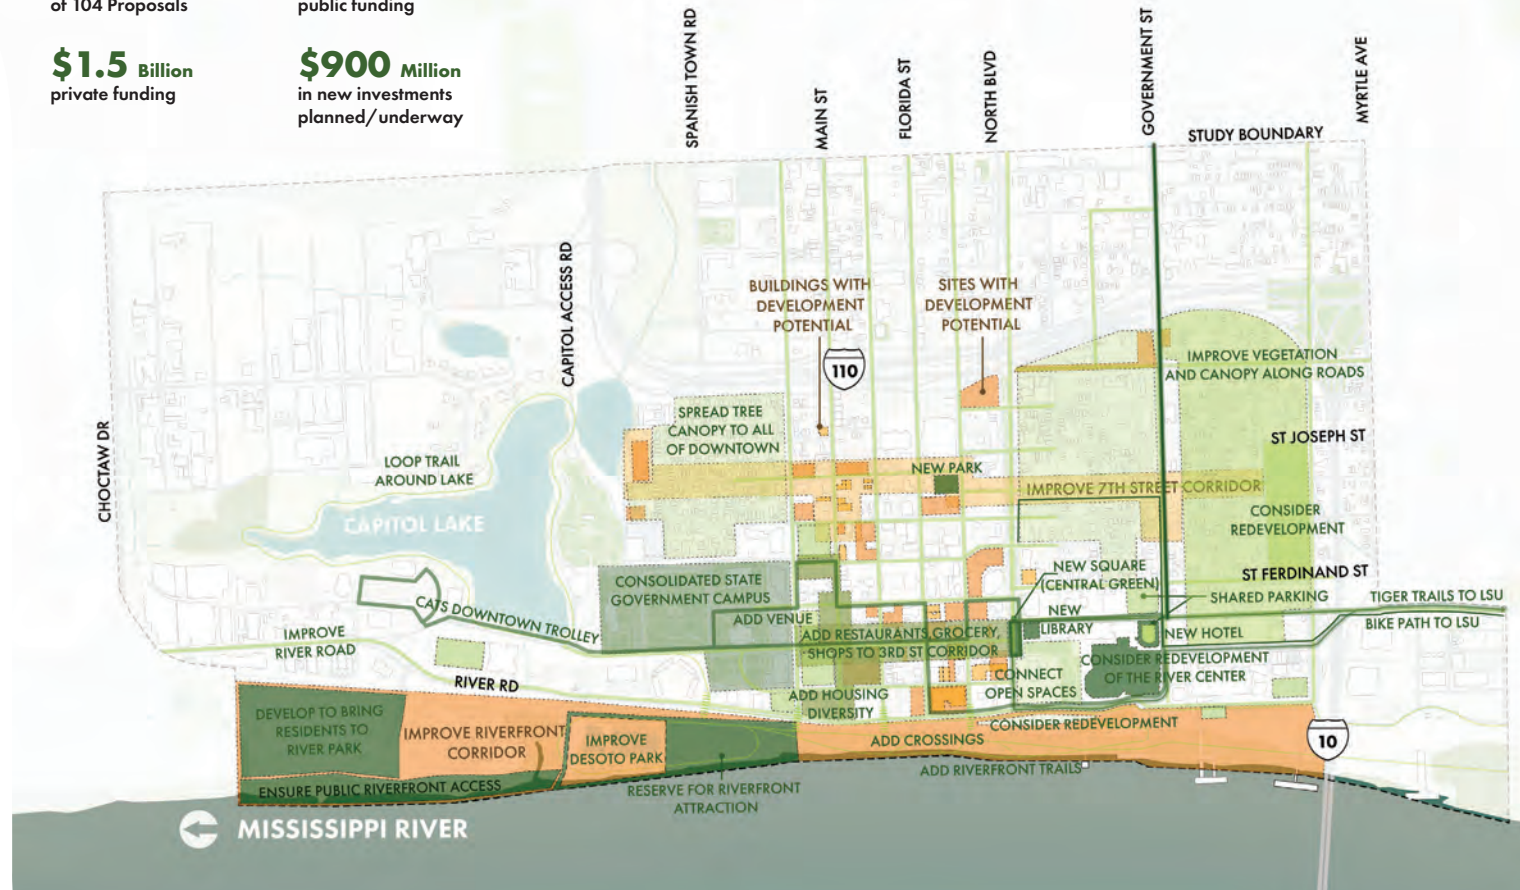 of 104 Proposals
public funding
$1.5 Billion
private funding
$900 Million
in new investments
planned/underway
SPANISH TOWN RD
MAIN ST
FLORIDA ST
NORTH BLVD
GOVERNMENT ST
MYRTLE AVE
STUDY BOUNDARY
CAPITOL ACCESS RD
CHOCTAW DR
BUILDINGS WITH
DEVELOPMENT
POTENTIAL
SITES WITH
DEVELOPMENT
POTENTIAL
110
IMPROVE VEGETATION
AND CANOPY ALONG ROADS
SPREAD TREE
CANOPY TO ALL
OF DOWNTOWN
ST JOSEPH ST
LOOP TRAIL
AROUND LAKE
NEW PARK
IMPROVE 7TH STREET CORRIDOR
CAPITOL LAKE
CONSIDER
REDEVELOPMENT
CONSOLIDATED STATE
GOVERNMENT CAMPUS
NEW SQUARE
(CENTRAL GREEN)
ST FERDINAND ST
SHARED PARKING
TIGER TRAILS TO LSU
BIKE PATH TO LSU
CATS DOWNTOWN TROLLEY
ADD VENUE
NEW
LIBRARY
NEW HOTEL
ADD RESTAURANTS, GROCERY,
SHOPS TO 3RD ST CORRIDOR
IMPROVE
RIVER ROAD
CONSIDER REDEVELOPMENT
OF THE RIVER CENTER
CONNECT
OPEN SPACES
RIVER RD
ADD HOUSING
DIVERSITY
CONSIDER REDEVELOPMENT
DEVELOP TO BRING
RESIDENTS TO
RIVER PARK
IMPROVE RIVERFRONT
CORRIDOR
IMPROVE
DESOTO PARK
ADD CROSSINGS
10
ADD RIVERFRONT TRAILS
ENSURE PUBLIC RIVERFRONT ACCESS
RESERVE FOR RIVERFRONT
ATTRACTION
MISSISSIPPI RIVER